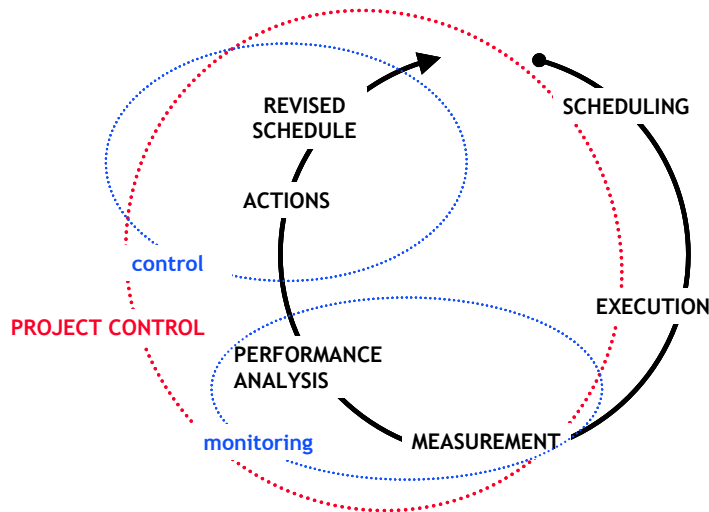 REVISED
SCHEDULE
SCHEDULING
ACTIONS
control
EXECUTION
PROJECT CONTROL
PERFORMANCE
ANALYSIS
monitoring
MEASUREMENT